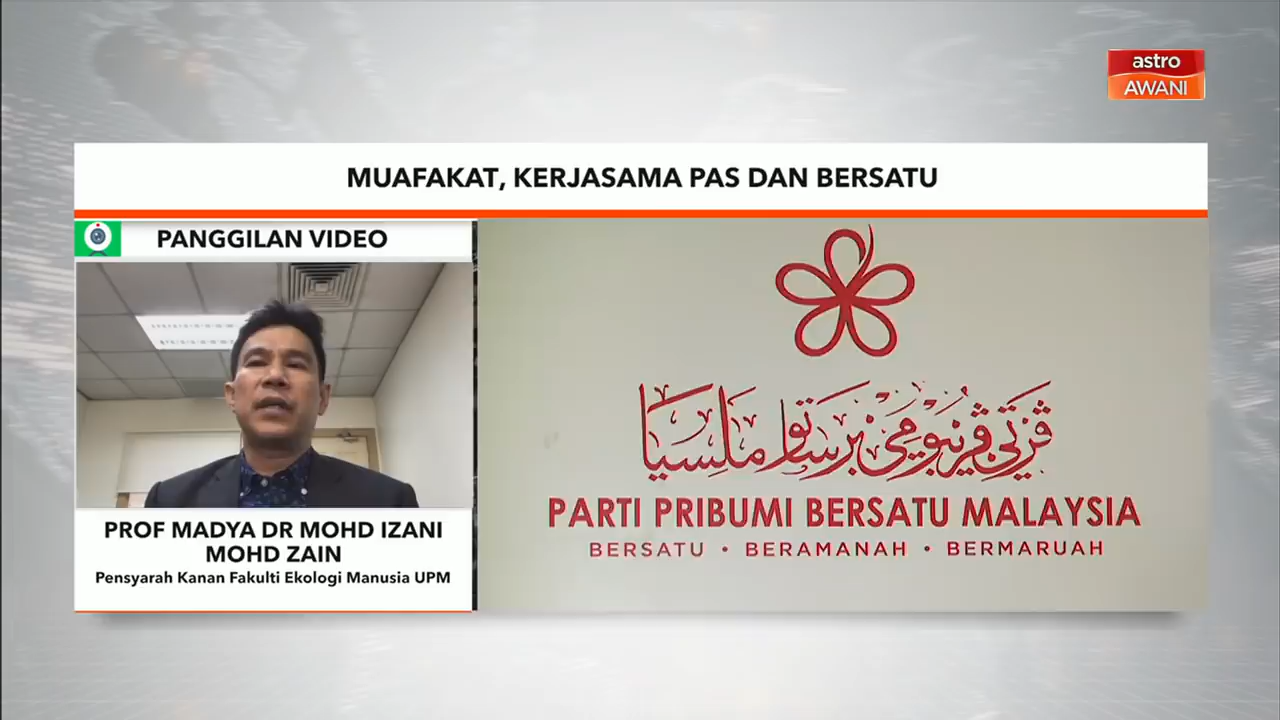 astro
AWANI
MUAFAKAT, KERJASAMA PAS DAN BERSATU
PANGGILAN VIDEO
PROF MADYA DR MOHD IZANI
MOHD ZAIN
Pensyarah Kanan Fakulti Ekologi Manusia UPM
ڤرتي ڤريبومي برساتو مليسيا
PARTI PRIBUMI BERSATU MALAYSIA
BERSATU • BERAMANAH • BERMARUAH